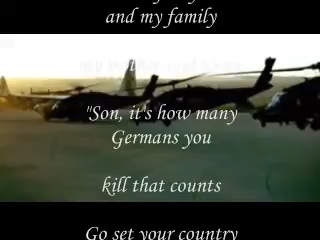 and my family
"Son, it's how many
Germans you
kill that counts
Go set your country